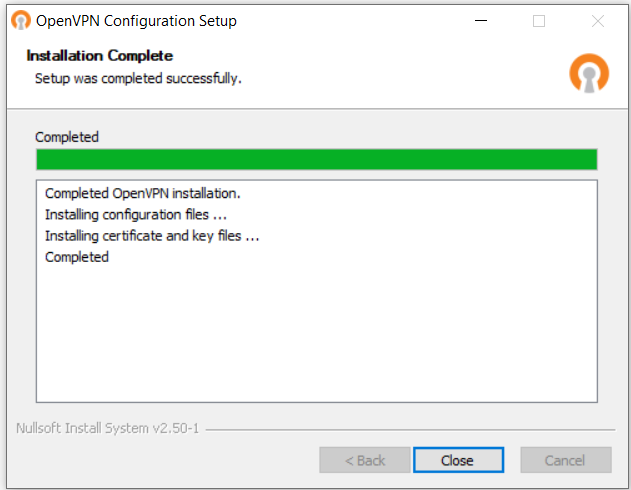 OpenVPN Configuration Setup
Installation Complete
Setup was completed successfully.
Completed
Completed OpenVPN installation.
Installing configuration files ...
Installing certificate and key files ...
Completed
Nullsoft Install System v2.50-1
< Back
Close
Cancel